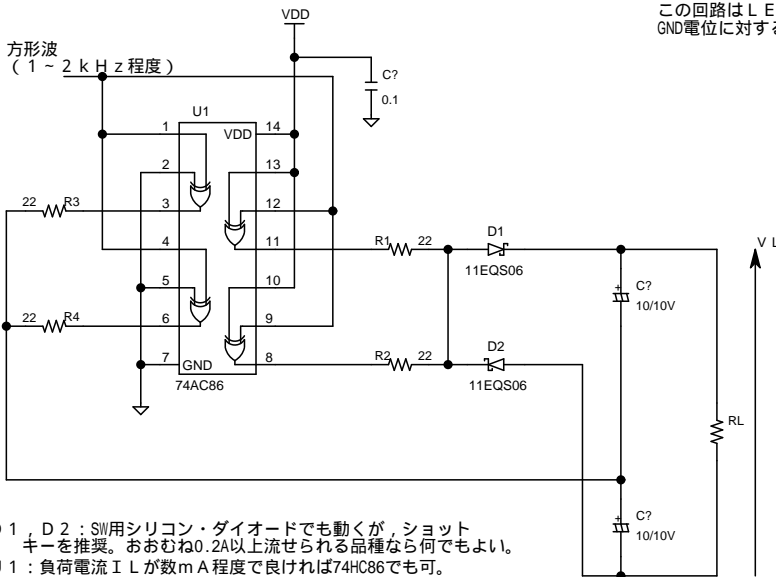 この回路はＬＥ
GND電位に対する
VDD
方形波
（１～２ｋＨｚ程度）
C?
0.1
U1
1
VDD
14
2
13
22
R3
3
12
D1
R1
22
4
11
11EQS06
ＶＬ
5
10
C?
10/10V
22
R4
6
9
D2
R2
22
7
GND
8
74AC86
11EQS06
RL
C?
10/10V
１，Ｄ２：SW用シリコン・ダイオードでも動くが，ショット
キーを推奨。おおむね0.2A以上流せられる品種なら何でもよい。
１：負荷電流ＩＬが数ｍＡ程度で良ければ74HC86でも可。